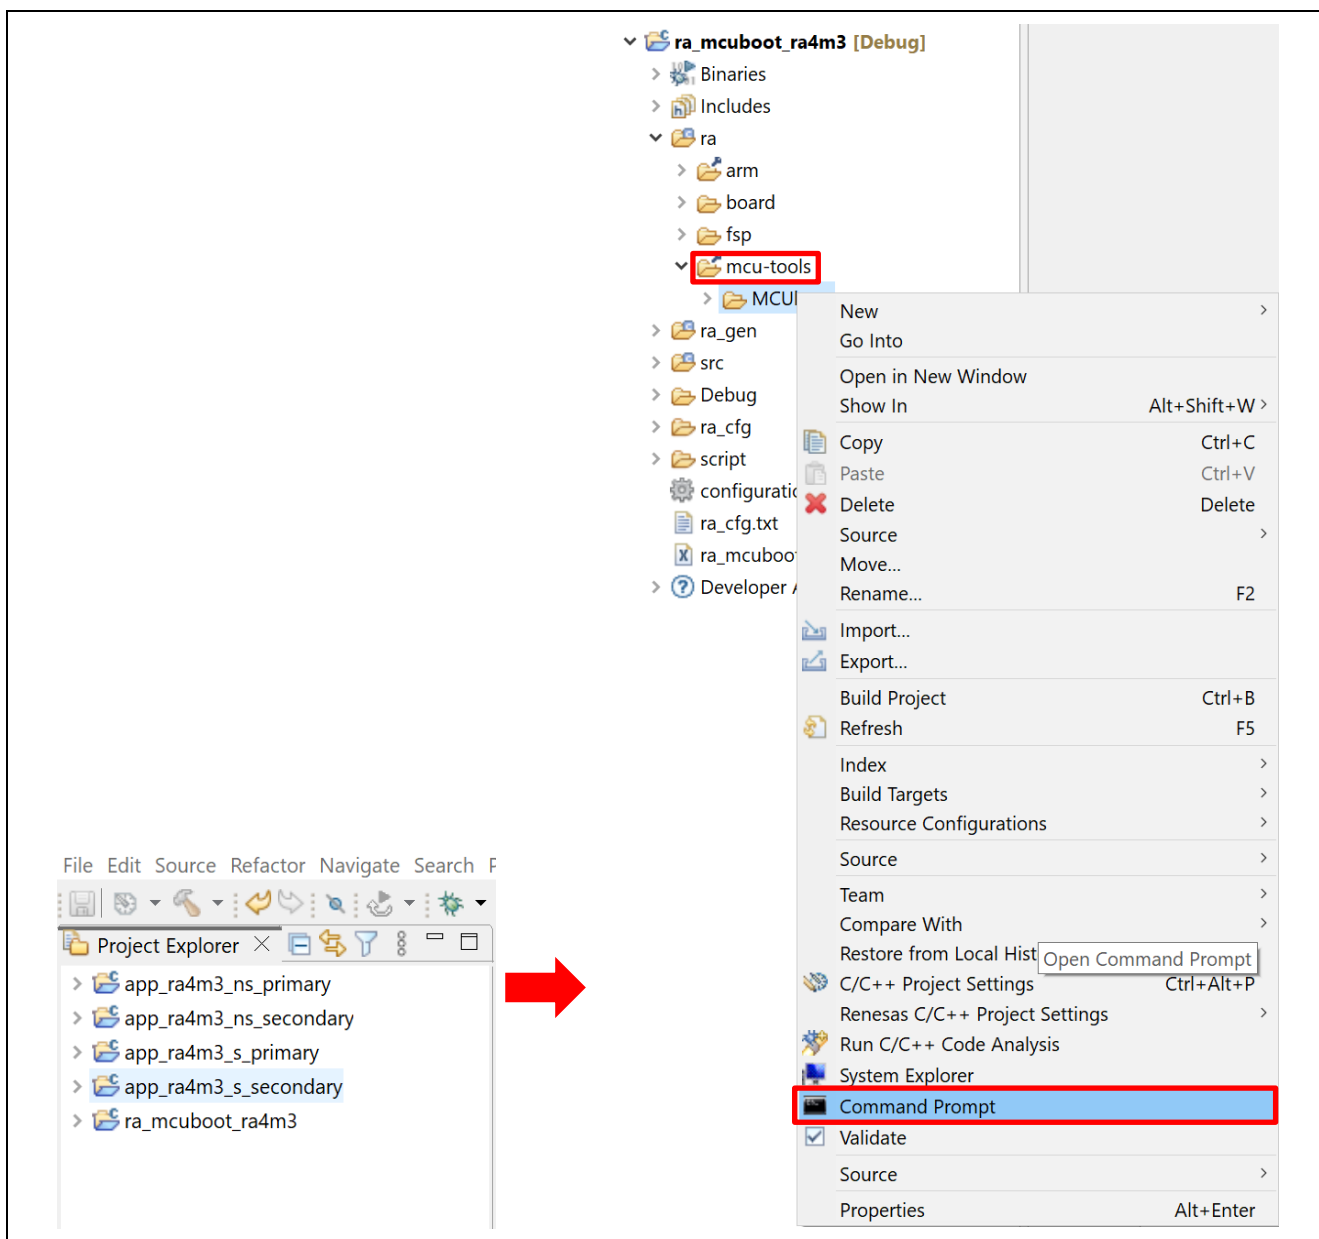 ra_mcuboot_ra4m3 [Debug]
Binaries
Includes
ra
arm
board
fsp
mcu-tools
MCU
ra_gen
src
Debug
ra_cfg
script
configuratio
ra_cfg.txt
ra_mcuboo
Developer
New
Go Into
Open in New Window
Show In Alt+Shift+W
Copy Ctrl+C
Paste Ctrl+V
Delete Delete
Source
Move...
Rename... F2
Import...
Export...
Build Project Ctrl+B
Refresh F5
Index
Build Targets
Resource Configurations
Source
Team
Compare With
Restore from Local Hist
Open Command Prompt
C/C++ Project Settings Ctrl+Alt+P
Renesas C/C++ Project Settings
Run C/C++ Code Analysis
System Explorer
Command Prompt
Validate
Source
Properties Alt+Enter
File Edit Source Refactor Navigate Search
Project Explorer
app_ra4m3_ns_primary
app_ra4m3_ns_secondary
app_ra4m3_s_primary
app_ra4m3_s_secondary
ra_mcuboot_ra4m3